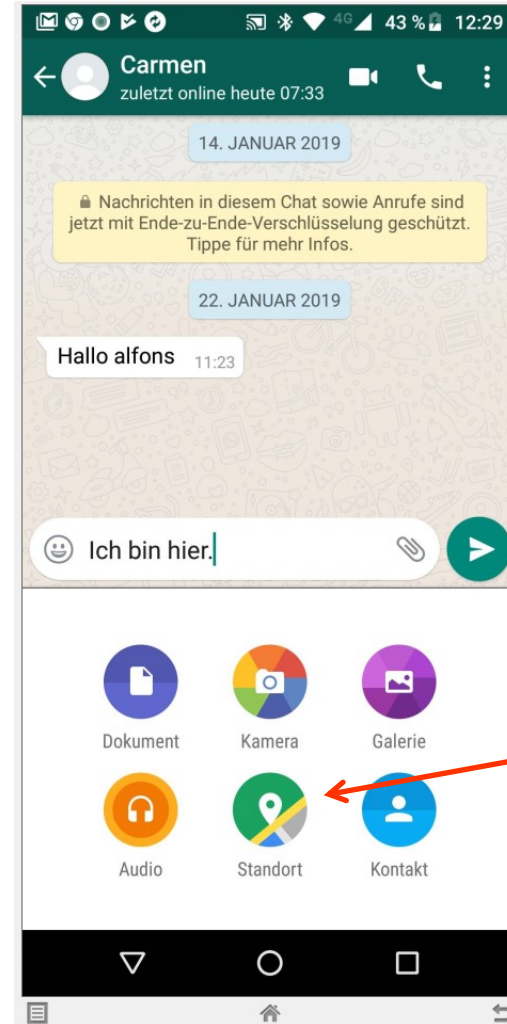 4G 43 % 12:29
Carmen
zuletzt online heute 07:33
14. JANUAR 2019
Nachrichten in diesem Chat sowie Anrufe sind
jetzt mit Ende-zu-Ende-Verschlüsselung geschützt.
Tippe für mehr Infos.
22. JANUAR 2019
Hallo alfons 11:23
Ich bin hier.
Dokument Kamera Galerie
Audio Standort Kontakt